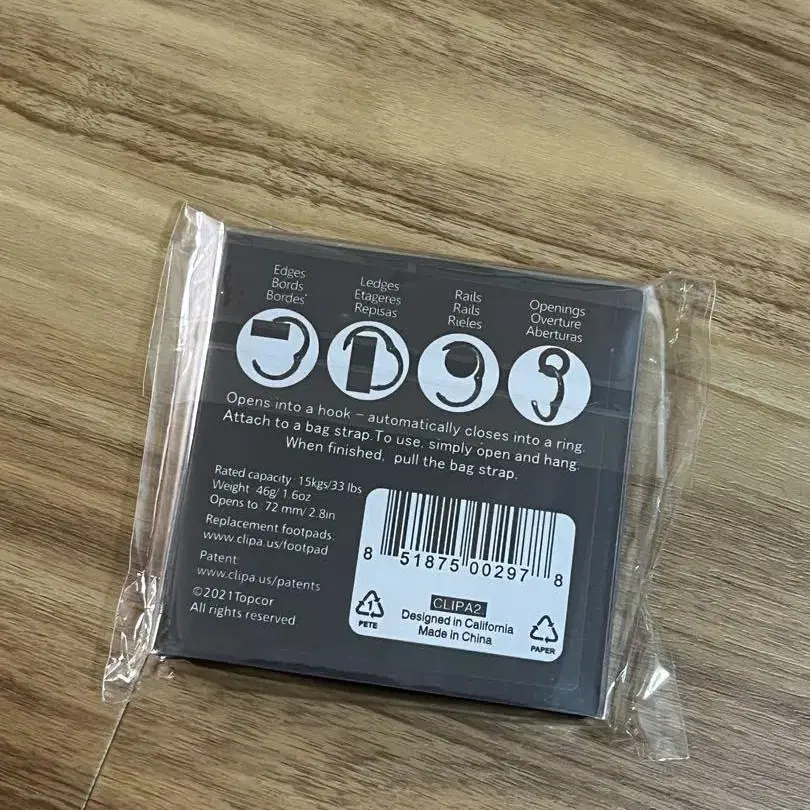 Edges
Bords
Bordes
Ledges
Etageres
Repisas
Rails
Rails
Rieles
Openings
Overture
Aberturas
Opens into a hook – automatically closes into a ring.
Attach to a bag strap. To use, simply open and hang.
When finished, pull the bag strap.
Rated capacity 15kgs/33 lbs
Weight 46g/ 1.6oz
Opens to 72 mm/ 2.8in
Replacement footpads:
www.clipa.us/footpad
Patent:
www.clipa.us/patents
©2021Topcor
All rights reserved
8 51875 00297 8
CLIPA2
Designed in California
Made in China
1
PETE
PAPER